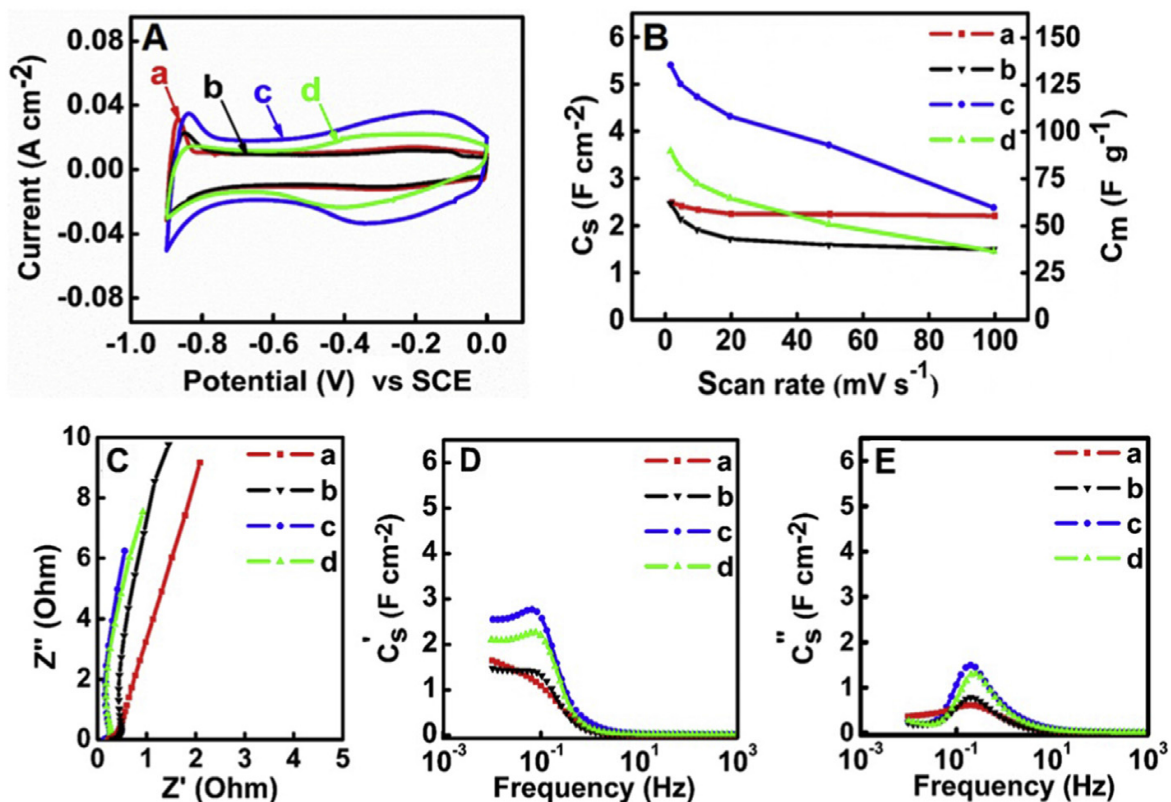 A
a
b
c
d
0.08
0.04
0.00
-0.04
-0.08
Current (A cm-2)
-1.0 -0.8 -0.6 -0.4 -0.2 0.0
Potential (V) vs SCE
B
a
b
c
d
6
5
4
3
2
1
0
Cs (F cm-2)
150
125
100
75
50
25
0
Cm (F g-1)
0 20 40 60 80 100
Scan rate (mV s-1)
C
a
b
c
d
10
8
6
4
2
0
Z'' (Ohm)
0 1 2 3 4 5
Z' (Ohm)
D
a
b
c
d
6
5
4
3
2
1
0
Cs' (F cm-2)
10-3 10-1 101 103
Frequency (Hz)
E
a
b
c
d
6
5
4
3
2
1
0
Cs'' (F cm-2)
10-3 10-1 101 103
Frequency (Hz)